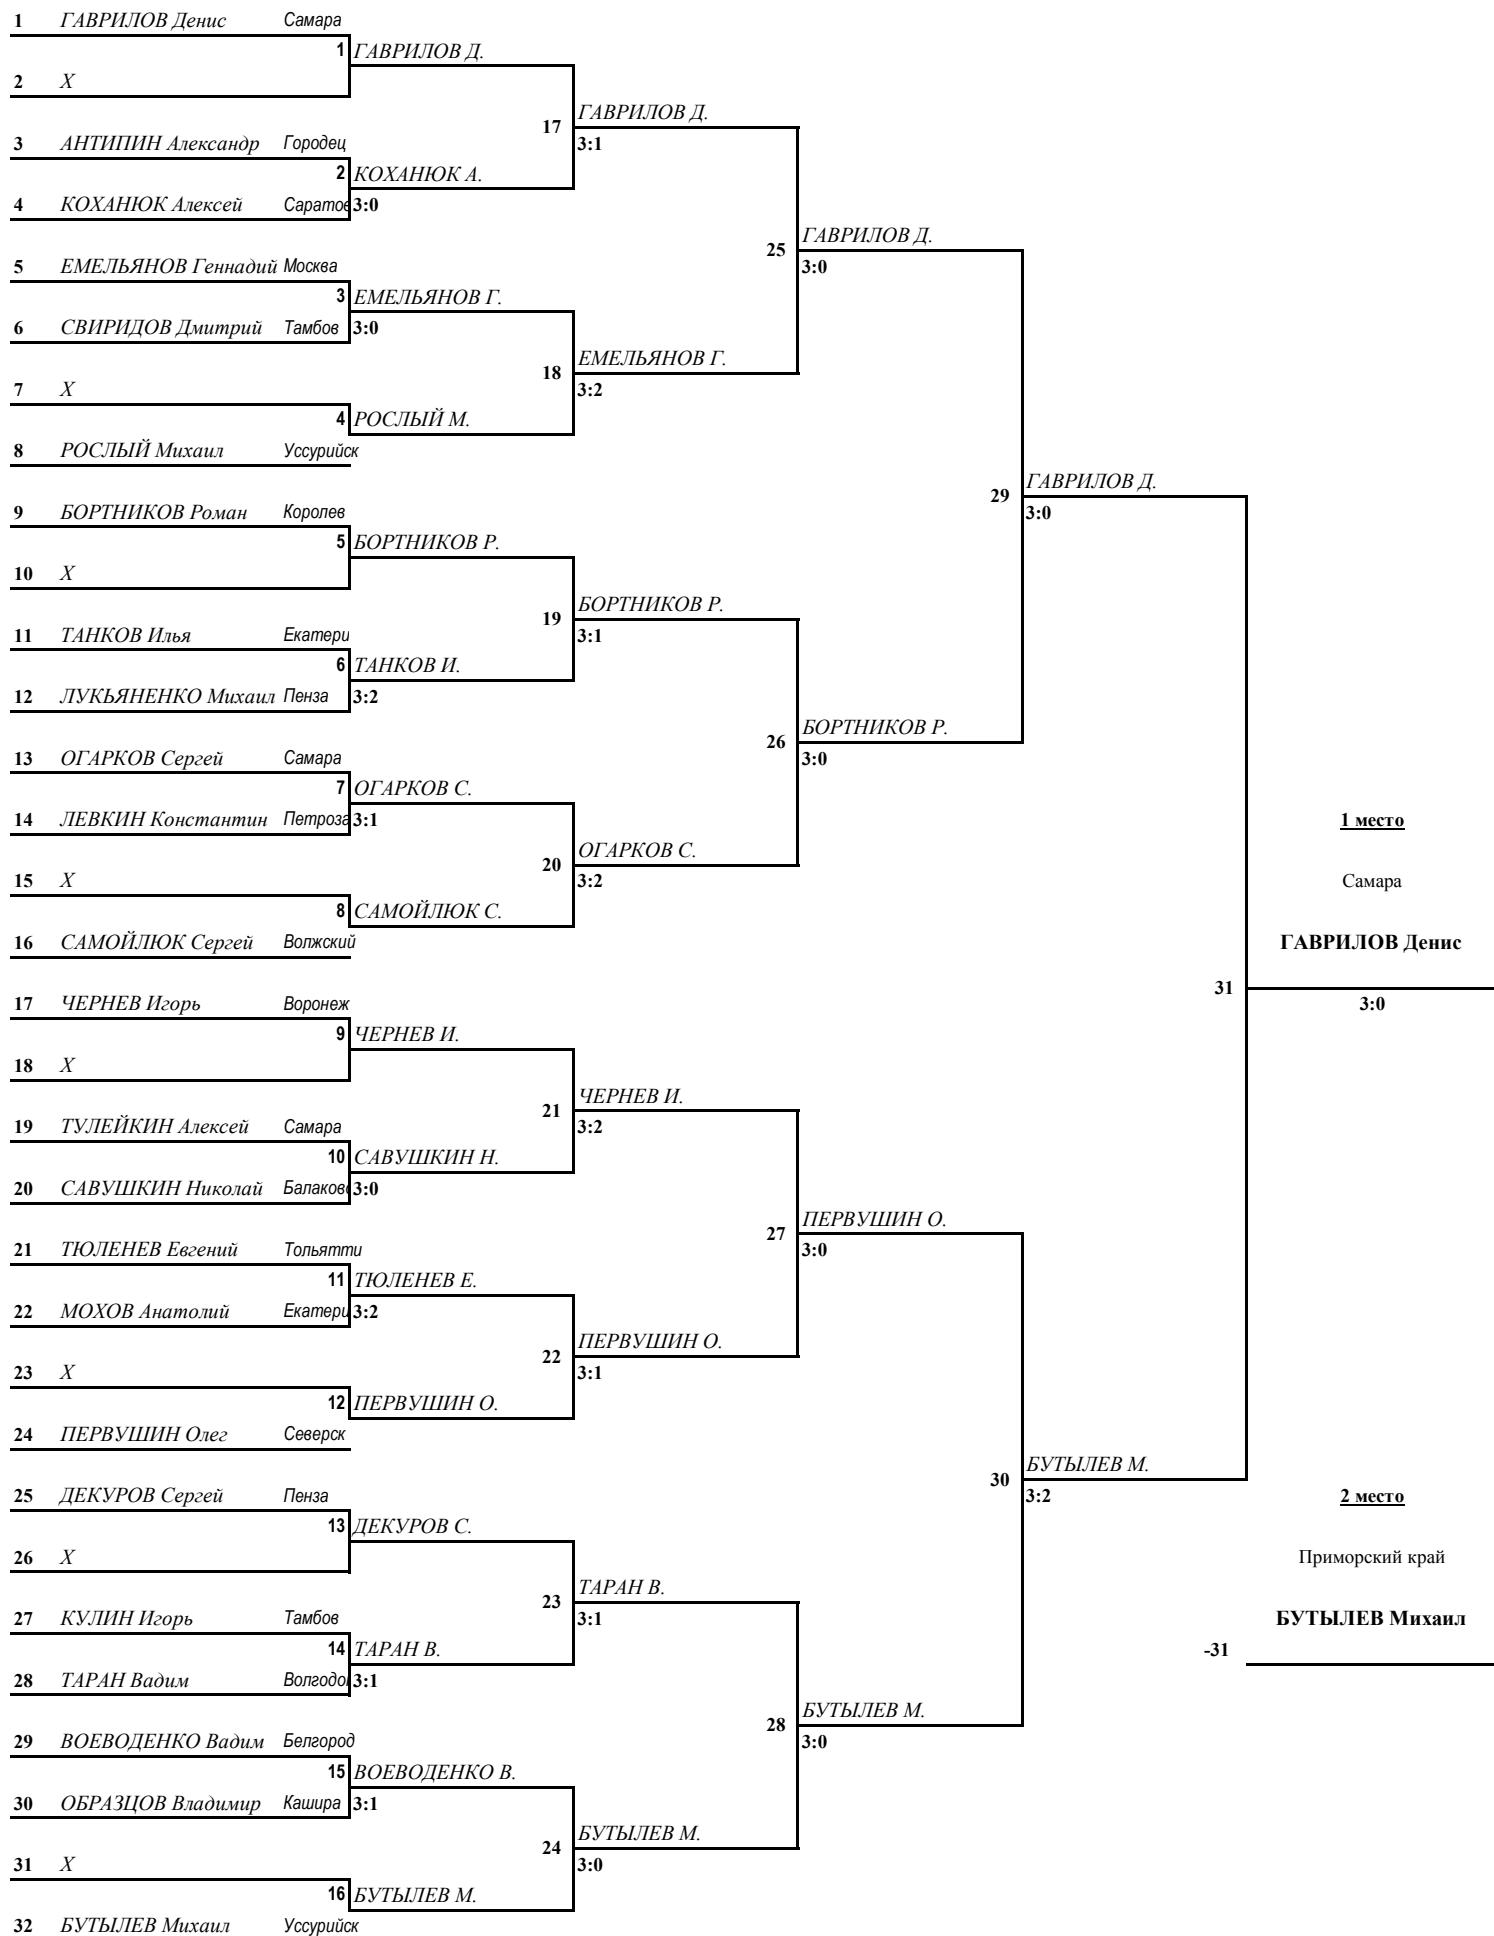 1 ГАВРИЛОВ Денис Самара
1 ГАВРИЛОВ Д.
2 X
17 ГАВРИЛОВ Д.
3:1
3 АНТИПИН Александр Городец
2 КОХАНЮК А.
4 КОХАНЮК Алексей Саратов 3:0
25 ГАВРИЛОВ Д.
3:0
5 ЕМЕЛЬЯНОВ Геннадий Москва
3 ЕМЕЛЬЯНОВ Г.
6 СВИРИДОВ Дмитрий Тамбов 3:0
18 ЕМЕЛЬЯНОВ Г.
3:2
7 X
4 РОСЛЫЙ М.
8 РОСЛЫЙ Михаил Уссурийск
29 ГАВРИЛОВ Д.
3:0
9 БОРТНИКОВ Роман Королев
5 БОРТНИКОВ Р.
10 X
19 БОРТНИКОВ Р.
3:1
11 ТАНКОВ Илья Екатери
6 ТАНКОВ И.
12 ЛУКЬЯНЕНКО Михаил Пенза 3:2
26 БОРТНИКОВ Р.
3:0
13 ОГАРКОВ Сергей Самара
7 ОГАРКОВ С.
14 ЛЕВКИН Константин Петроза 3:1
1 место
20 ОГАРКОВ С.
3:2
15 X
Самара
8 САМОЙЛЮК С.
16 САМОЙЛЮК Сергей Волжский
ГАВРИЛОВ Денис
31
3:0
17 ЧЕРНЕВ Игорь Воронеж
9 ЧЕРНЕВ И.
18 X
21 ЧЕРНЕВ И.
3:2
19 ТУЛЕЙКИН Алексей Самара
10 САВУШКИН Н.
20 САВУШКИН Николай Балаково 3:0
27 ПЕРВУШИН О.
3:0
21 ТЮЛЕНЕВ Евгений Тольятти
11 ТЮЛЕНЕВ Е.
22 МОХОВ Анатолий Екатери 3:2
22 ПЕРВУШИН О.
3:1
23 X
12 ПЕРВУШИН О.
24 ПЕРВУШИН Олег Северск
30 БУТЫЛЕВ М.
3:2
25 ДЕКУРОВ Сергей Пенза
2 место
13 ДЕКУРОВ С.
26 X
Приморский край
23 ТАРАН В.
3:1
27 КУЛИН Игорь Тамбов
БУТЫЛЕВ Михаил
14 ТАРАН В.
-31
28 ТАРАН Вадим Волгодон 3:1
28 БУТЫЛЕВ М.
3:0
29 ВОЕВОДЕНКО Вадим Белгород
15 ВОЕВОДЕНКО В.
30 ОБРАЗЦОВ Владимир Кашира 3:1
24 БУТЫЛЕВ М.
3:0
31 X
16 БУТЫЛЕВ М.
32 БУТЫЛЕВ Михаил Уссурийск